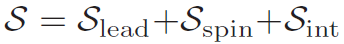 𝒮 = 𝒮_lead+𝒮_spin+𝒮_int